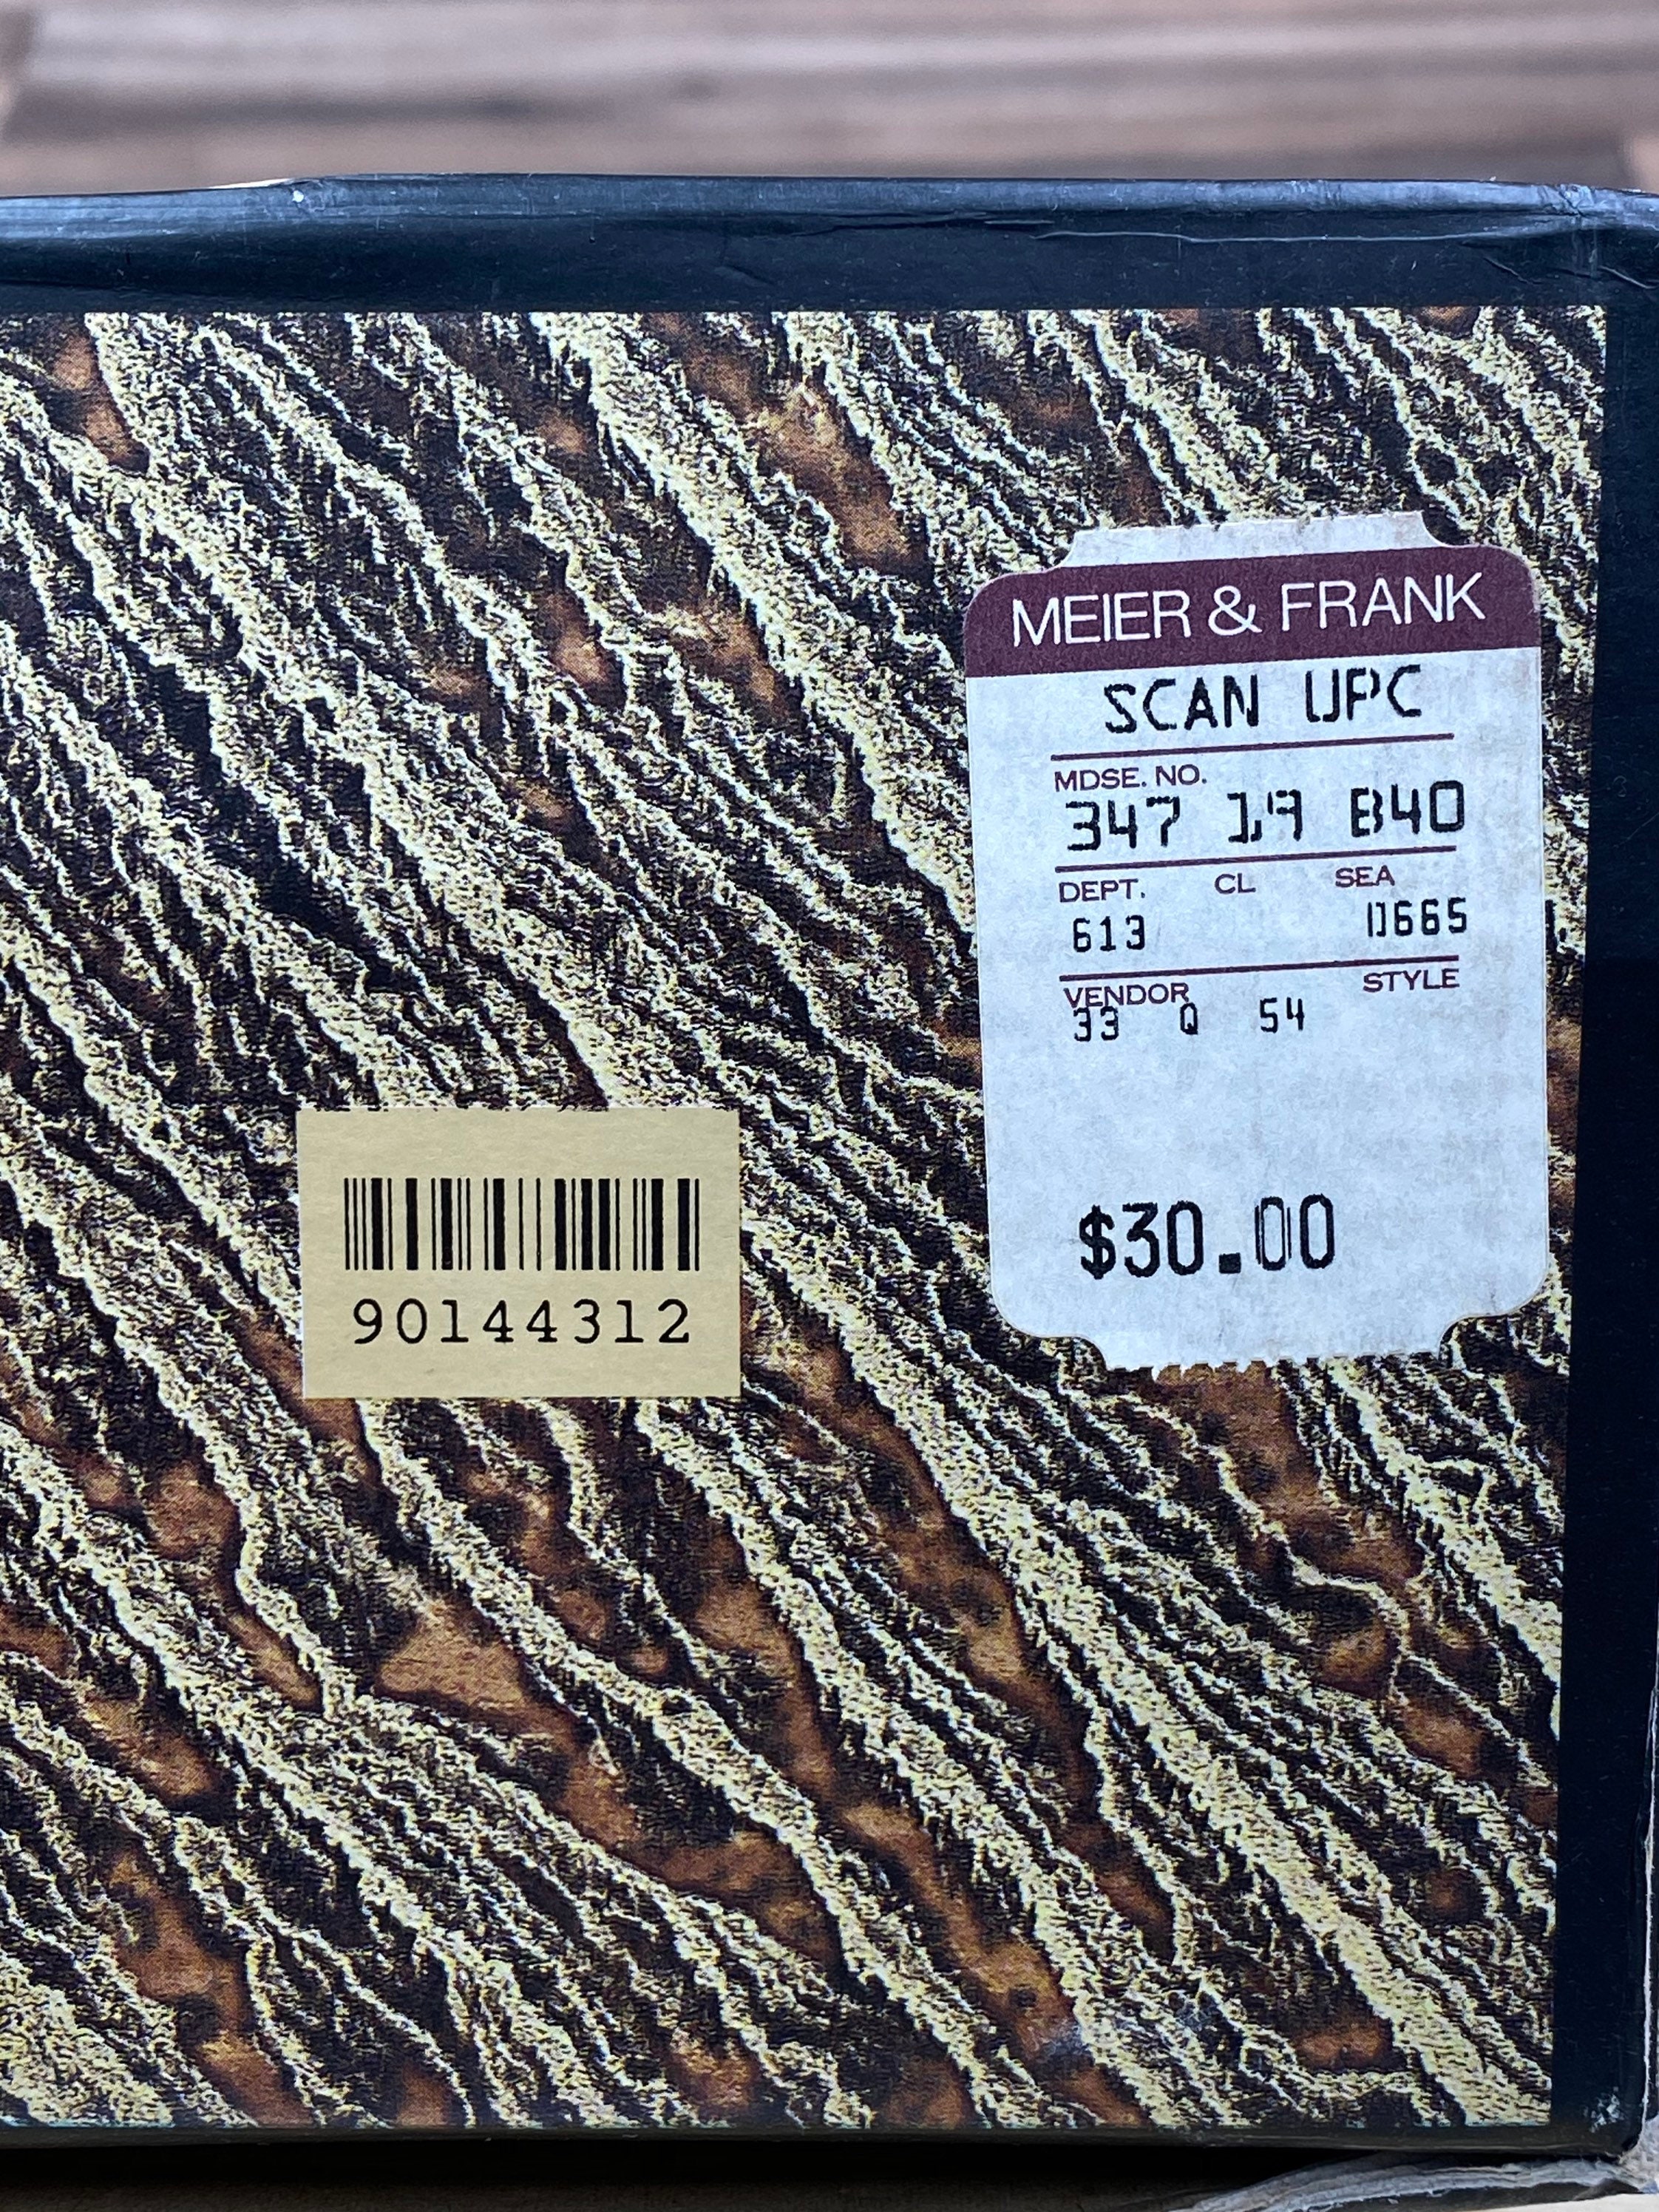 MEIER & FRANK
SCAN UPC
MDSE. NO.
347 19 B40
DEPT. CL SEA
613 D665
VENDOR STYLE
33 Q 54
$30.00
90144312